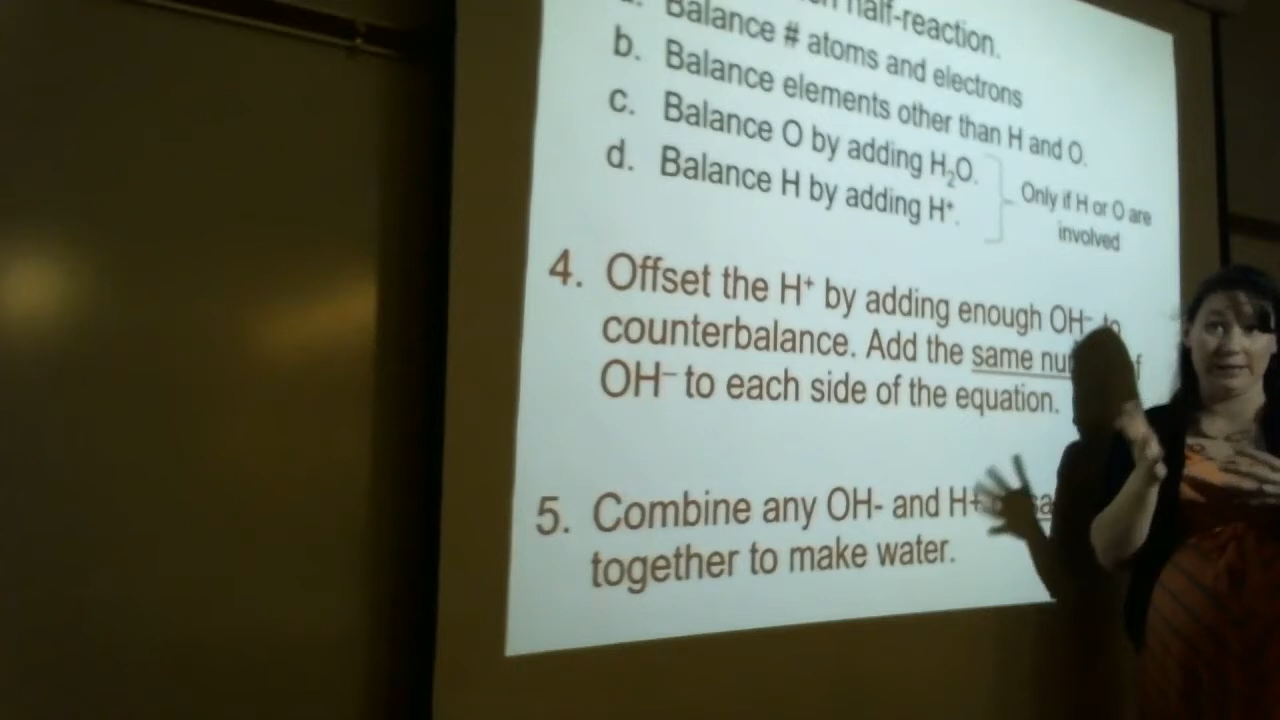 half-reaction.
Balance # atoms and electrons
b. Balance elements other than H and O.
c. Balance O by adding H₂O.
d. Balance H by adding H⁺.
Only if H or O are
involved
4. Offset the H⁺ by adding enough OH⁻ to
counterbalance. Add the same
OH⁻ to each side of the equation.
5. Combine any OH- and H+
together to make water.